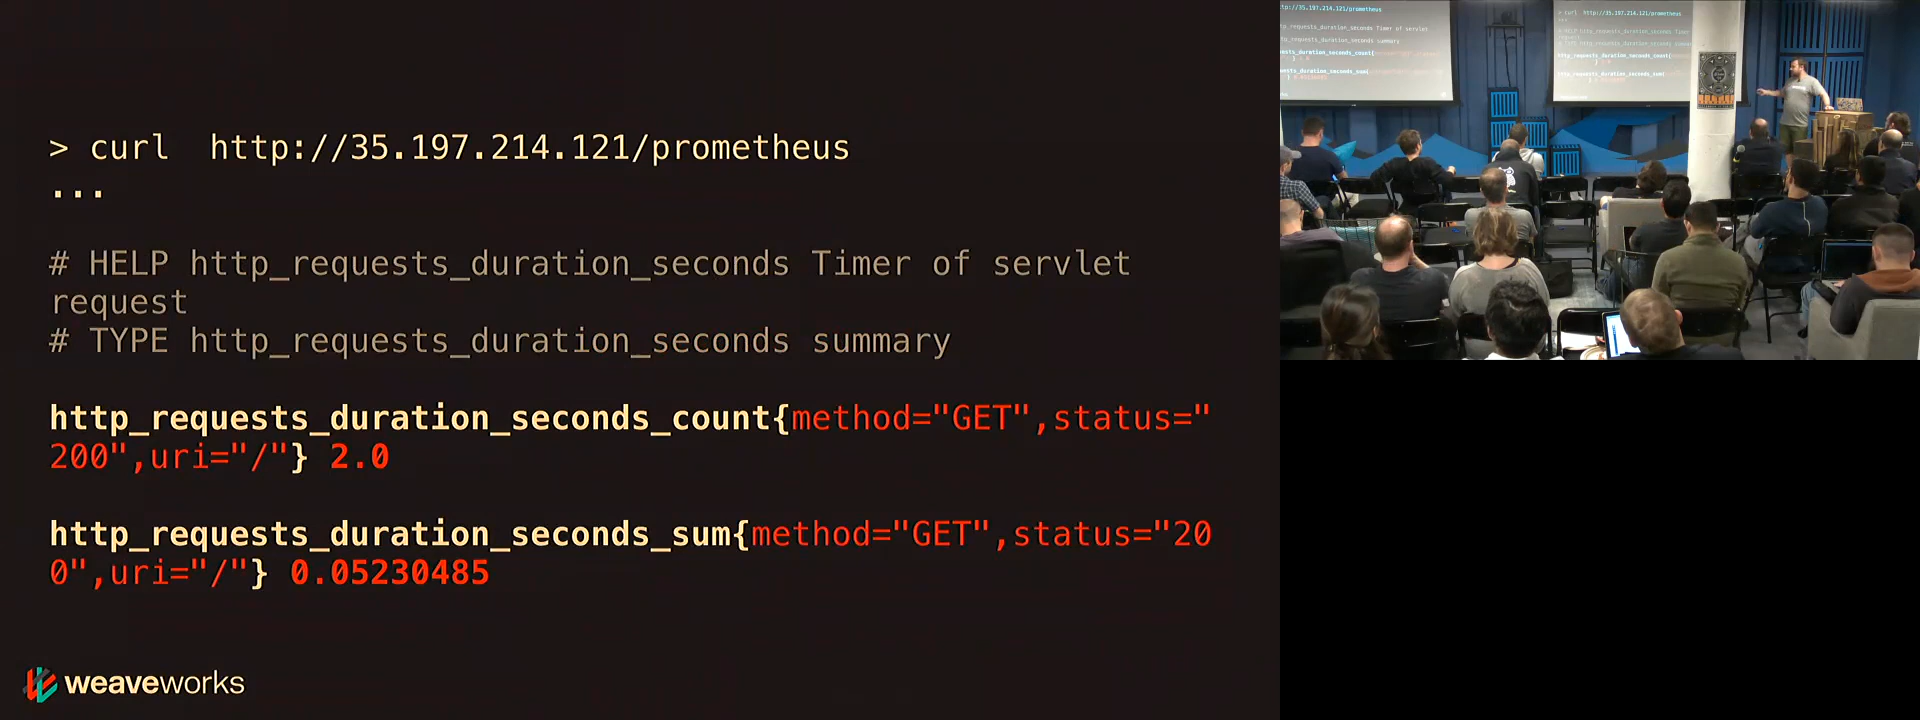 > curl  http://35.197.214.121/prometheus
...
# HELP http_requests_duration_seconds Timer of servlet
request
# TYPE http_requests_duration_seconds summary
http_requests_duration_seconds_count{method="GET",status="
200",uri="/"} 2.0
http_requests_duration_seconds_sum{method="GET",status="20
0",uri="/"} 0.05230485
weaveworks